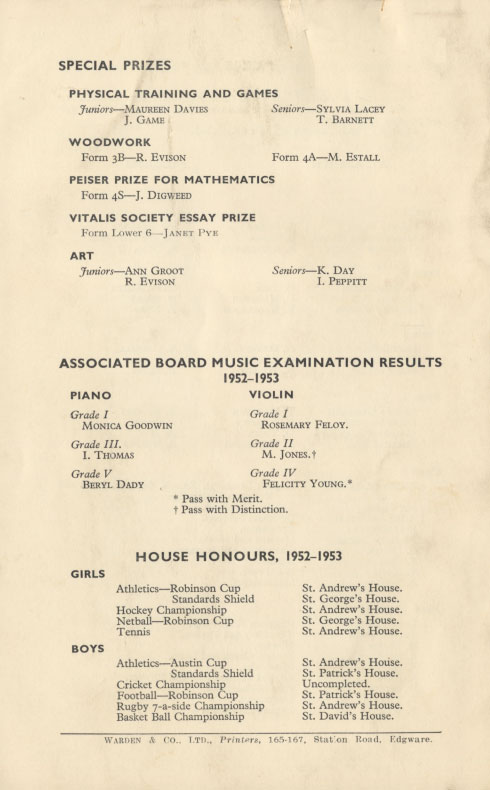 SPECIAL PRIZES
PHYSICAL TRAINING AND GAMES
Juniors—MAUREEN DAVIES Seniors—SYLVIA LACEY
J. GAME T. BARNETT
WOODWORK
Form 3B—R. EVISON Form 4A—M. ESTALL
PEISER PRIZE FOR MATHEMATICS
Form 4S—J. DIGWEED
VITALIS SOCIETY ESSAY PRIZE
Form Lower 6—JANET PYE
ART
Juniors—ANN GROOT Seniors—K. DAY
R. EVISON I. PEPPITT
ASSOCIATED BOARD MUSIC EXAMINATION RESULTS
1952–1953
PIANO VIOLIN
Grade I Grade I
MONICA GOODWIN ROSEMARY FELOY.
Grade III. Grade II
I. THOMAS M. JONES.†
Grade V Grade IV
BERYL DADY FELICITY YOUNG.*
* Pass with Merit.
† Pass with Distinction.
HOUSE HONOURS, 1952–1953
GIRLS
Athletics—Robinson Cup St. Andrew's House.
Standards Shield St. George's House.
Hockey Championship St. Andrew's House.
Netball—Robinson Cup St. George's House.
Tennis St. Andrew's House.
BOYS
Athletics—Austin Cup St. Andrew's House.
Standards Shield St. Patrick's House.
Cricket Championship Uncompleted.
Football—Robinson Cup St. Patrick's House.
Rugby 7-a-side Championship St. Andrew's House.
Basket Ball Championship St. David's House.
WARDEN & CO., LTD., Printers, 165-167, Station Road, Edgware.